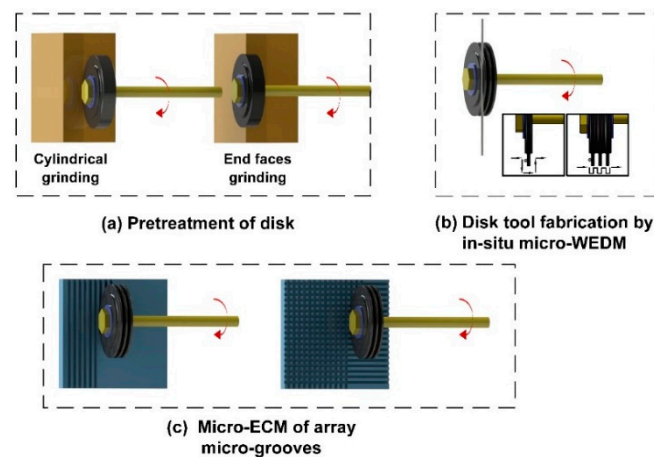 Cylindrical
grinding
End faces
grinding
(a) Pretreatment of disk
(b) Disk tool fabrication by
in-situ micro-WEDM
(c) Micro-ECM of array
micro-grooves